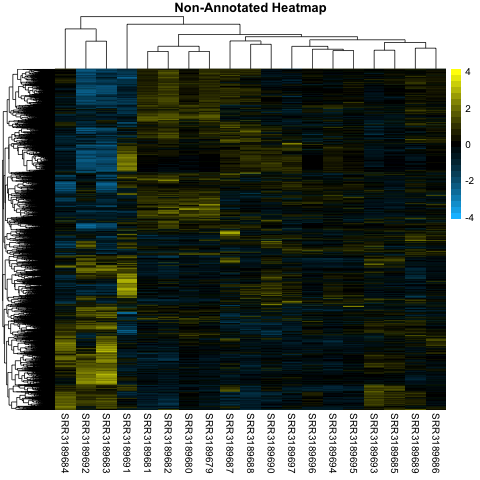 Non-Annotated Heatmap
4
2
0
-2
-4
SRR3189684
SRR3189692
SRR3189683
SRR3189691
SRR3189681
SRR3189682
SRR3189680
SRR3189679
SRR3189687
SRR3189688
SRR3189690
SRR3189697
SRR3189696
SRR3189694
SRR3189695
SRR3189693
SRR3189685
SRR3189689
SRR3189686